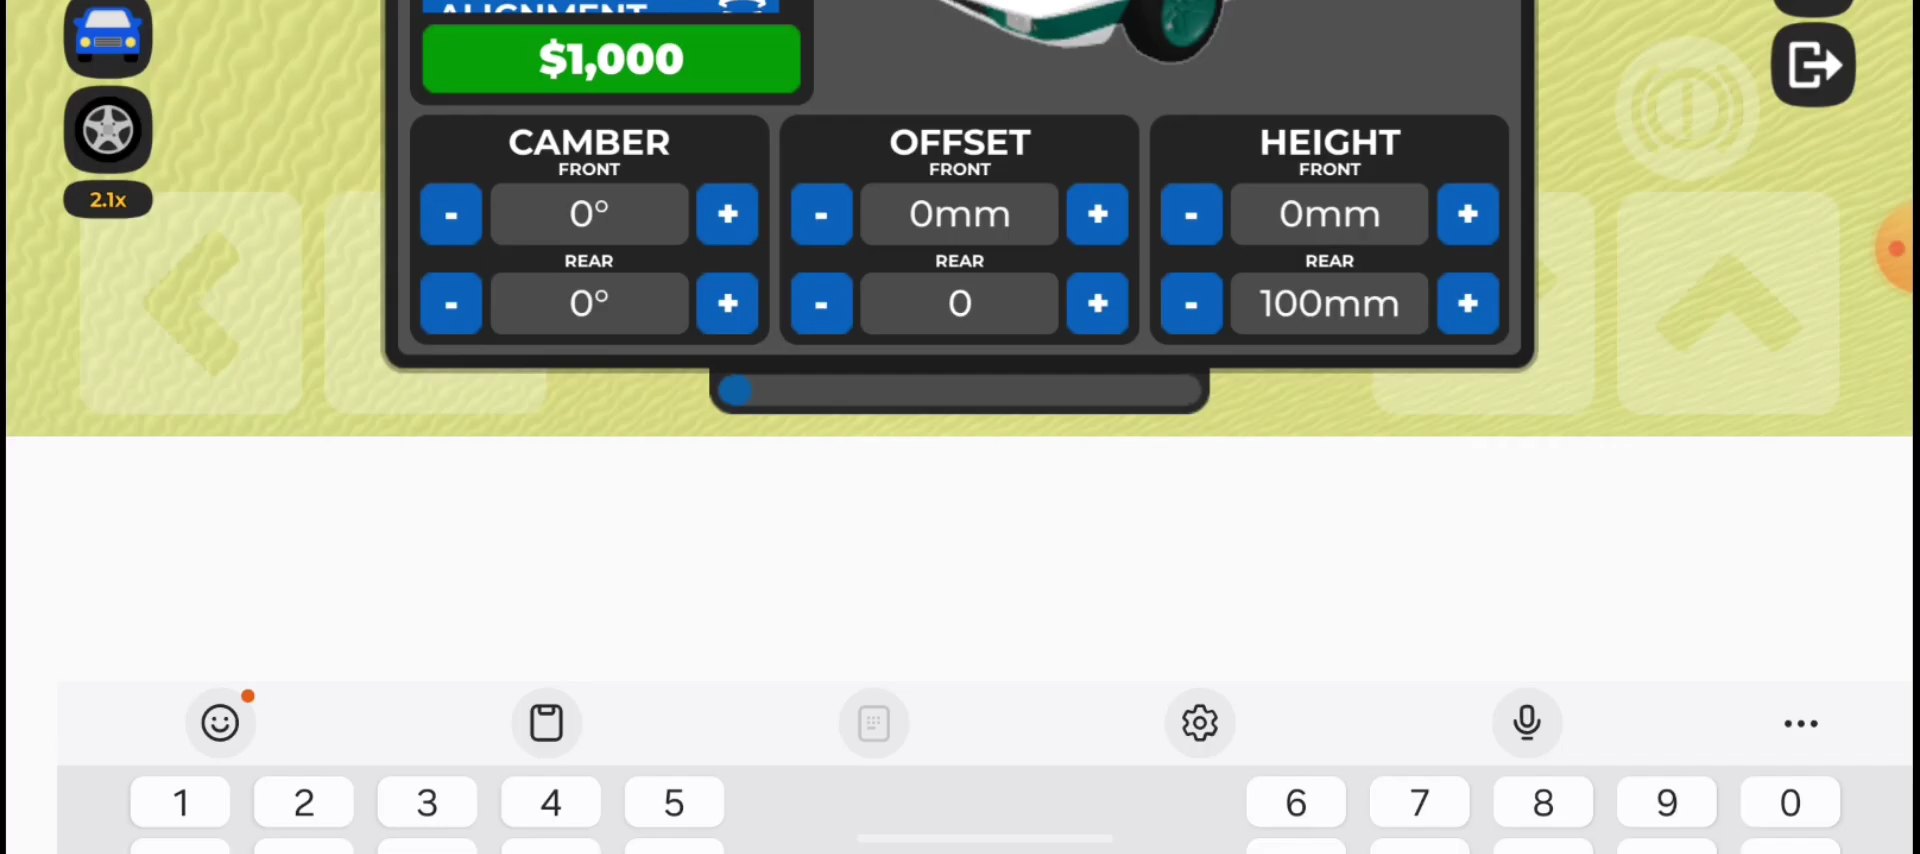 ALIGNMENT
$1,000
2.1x
CAMBER
FRONT
- 0° +
REAR
- 0° +
OFFSET
FRONT
- 0mm +
REAR
- 0 +
HEIGHT
FRONT
- 0mm +
REAR
- 100mm +
1 2 3 4 5 6 7 8 9 0